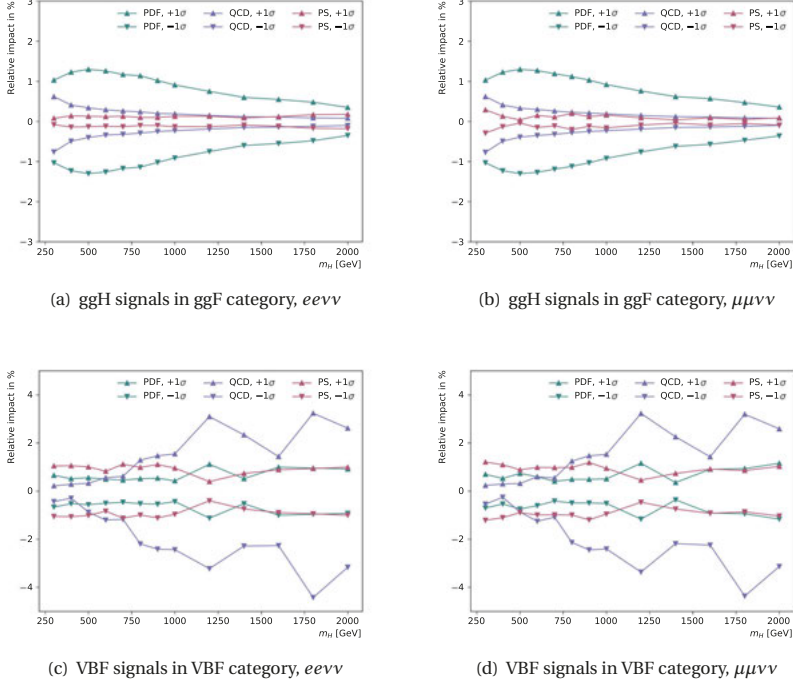 Relative impact in %
3
2
1
0
−1
−2
−3
PDF, +1σ
PDF, −1σ
QCD, +1σ
QCD, −1σ
PS, +1σ
PS, −1σ
250 500 750 1000 1250 1500 1750 2000
mH [GeV]
(a) ggH signals in ggF category, eeνν
Relative impact in %
3
2
1
0
−1
−2
−3
PDF, +1σ
PDF, −1σ
QCD, +1σ
QCD, −1σ
PS, +1σ
PS, −1σ
250 500 750 1000 1250 1500 1750 2000
mH [GeV]
(b) ggH signals in ggF category, μμνν
Relative impact in %
4
2
0
−2
−4
PDF, +1σ
PDF, −1σ
QCD, +1σ
QCD, −1σ
PS, +1σ
PS, −1σ
250 500 750 1000 1250 1500 1750 2000
mH [GeV]
(c) VBF signals in VBF category, eeνν
Relative impact in %
4
2
0
−2
−4
PDF, +1σ
PDF, −1σ
QCD, +1σ
QCD, −1σ
PS, +1σ
PS, −1σ
250 500 750 1000 1250 1500 1750 2000
mH [GeV]
(d) VBF signals in VBF category, μμνν